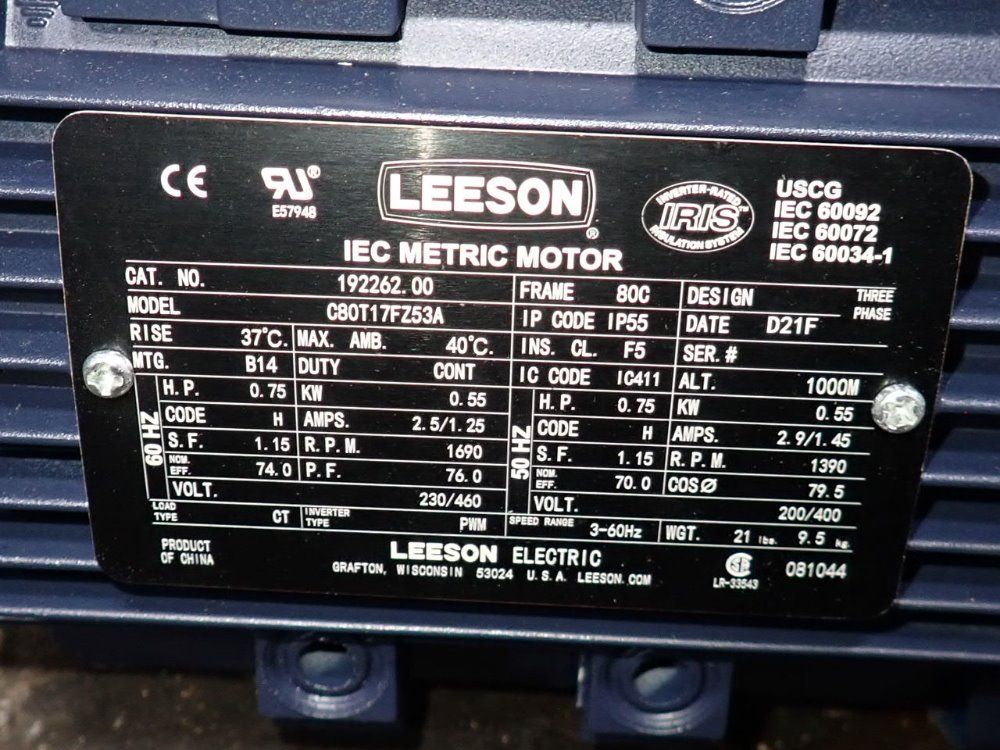 CE
RU®
E57948
LEESON®
INVERTER-RATED
IRIS™
INSULATION SYSTEM
USCG
IEC 60092
IEC 60072
IEC 60034-1
IEC METRIC MOTOR
CAT. NO. 192262.00 FRAME 80C DESIGN THREE PHASE
MODEL C80T17FZ53A IP CODE IP55 DATE D21F
RISE 37°C. MAX. AMB. 40°C. INS. CL. F5 SER.#
MTG. B14 DUTY CONT IC CODE IC411 ALT. 1000M
60 HZ
H.P. 0.75 KW 0.55
CODE H AMPS. 2.5/1.25
S.F. 1.15 R.P.M. 1690
NOM. EFF. 74.0 P.F. 76.0
VOLT. 230/460
50 HZ
H.P. 0.75 KW 0.55
CODE H AMPS. 2.9/1.45
S.F. 1.15 R.P.M. 1390
NOM. EFF. 70.0 COSØ 79.5
VOLT. 200/400
LOAD TYPE CT INVERTER TYPE PWM SPEED RANGE 3-60Hz WGT. 21 lbs. 9.5 kg.
PRODUCT
OF CHINA
LEESON ELECTRIC
GRAFTON, WISCONSIN 53024 U.S.A. LEESON.COM
LR-33543
081044